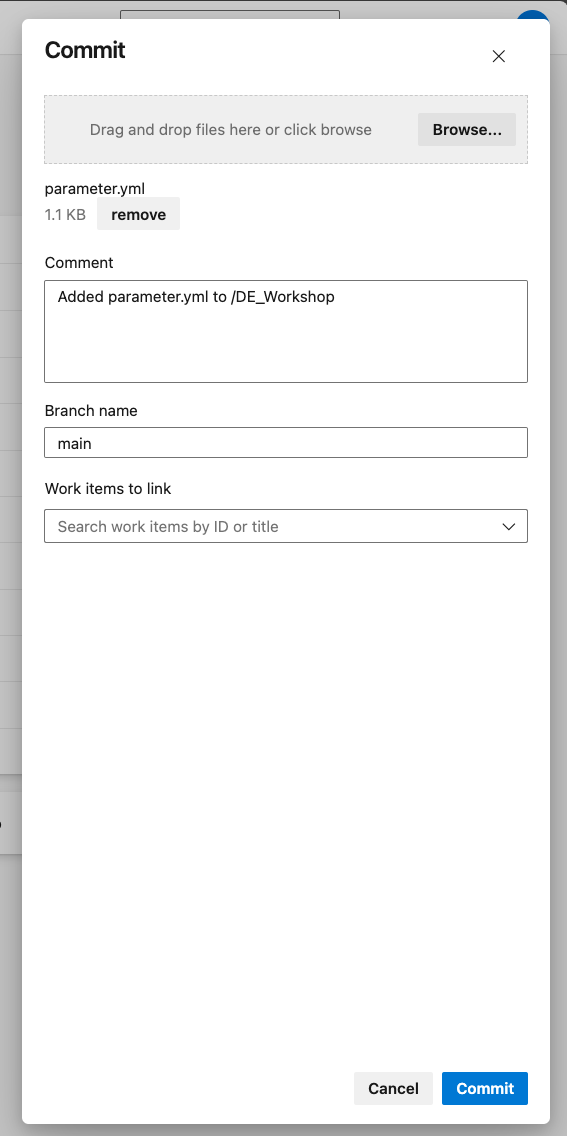 Commit
Drag and drop files here or click browse
Browse...
parameter.yml
1.1 KB
remove
Comment
Added parameter.yml to /DE_Workshop
Branch name
main
Work items to link
Search work items by ID or title
Cancel
Commit